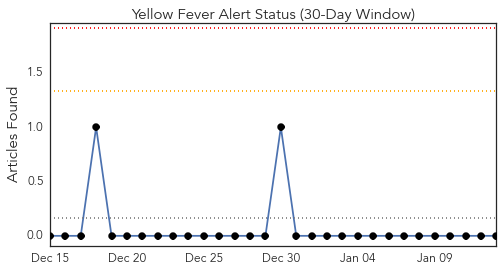 Yellow Fever Alert Status (30-Day Window)
Articles Found
1.5
1.0
0.5
0.0
Dec 15 Dec 20 Dec 25 Dec 30 Jan 04 Jan 09